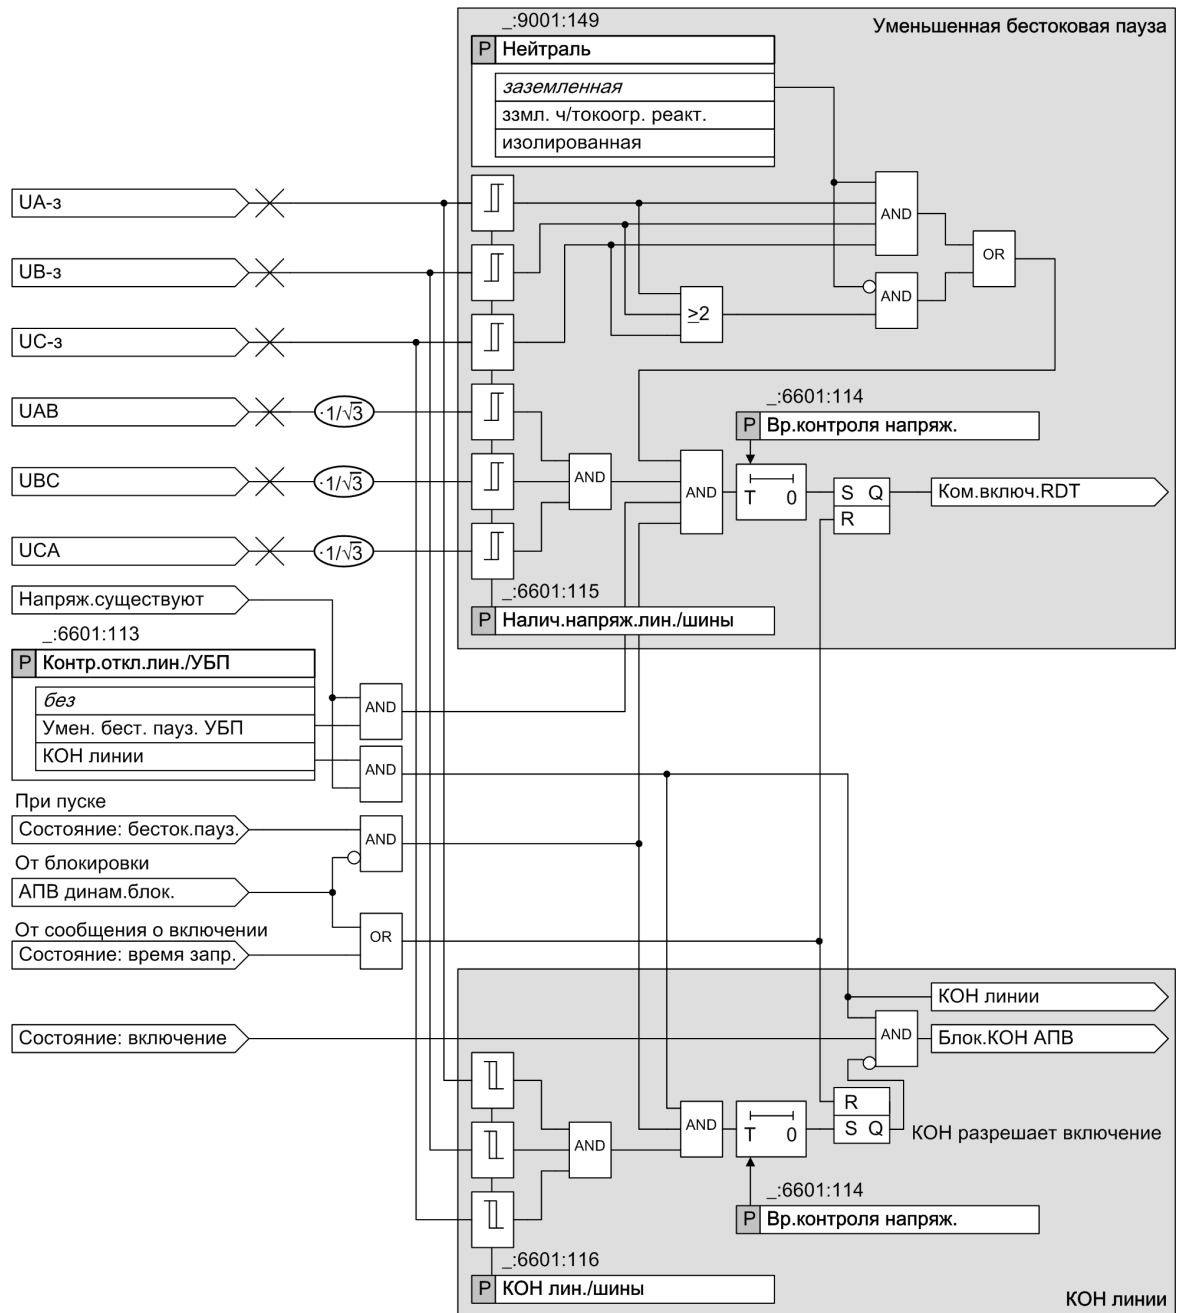 _:9001:149
Уменьшенная бестоковая пауза
P Нейтраль
заземленная
ззмл. ч/токоогр. реакт.
изолированная
UA-з
AND
UB-з
OR
AND
UC-з
≥2
UAB
·1/√3
_:6601:114
P Вр.контроля напряж.
UBC
·1/√3
AND
AND
T 0
S Q
R
Ком.включ.RDT
UCA
·1/√3
Напряж.существуют
_:6601:115
P Налич.напряж.лин./шины
_:6601:113
P Контр.откл.лин./УБП
без
Умен. бест. пауз. УБП
КОН линии
AND
AND
При пуске
Состояние: бесток.пауз.
AND
От блокировки
АПВ динам.блок.
От сообщения о включении
Состояние: время запр.
OR
КОН линии
Состояние: включение
AND
Блок.КОН АПВ
AND
AND
T 0
R
S Q
КОН разрешает включение
_:6601:114
P Вр.контроля напряж.
_:6601:116
P КОН лин./шины
КОН линии